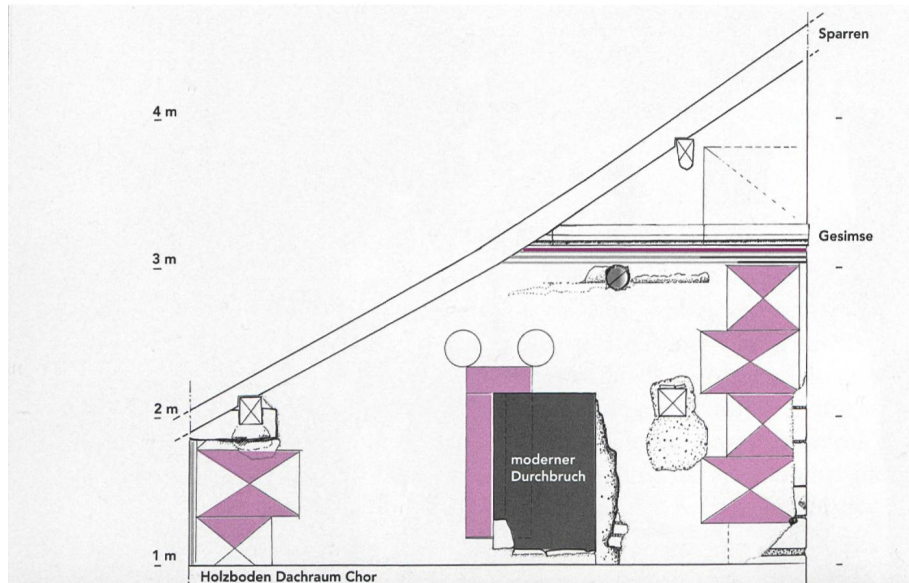 Sparren
4 m
Gesimse
3 m
2 m
moderner
Durchbruch
1 m
Holzboden Dachraum Chor